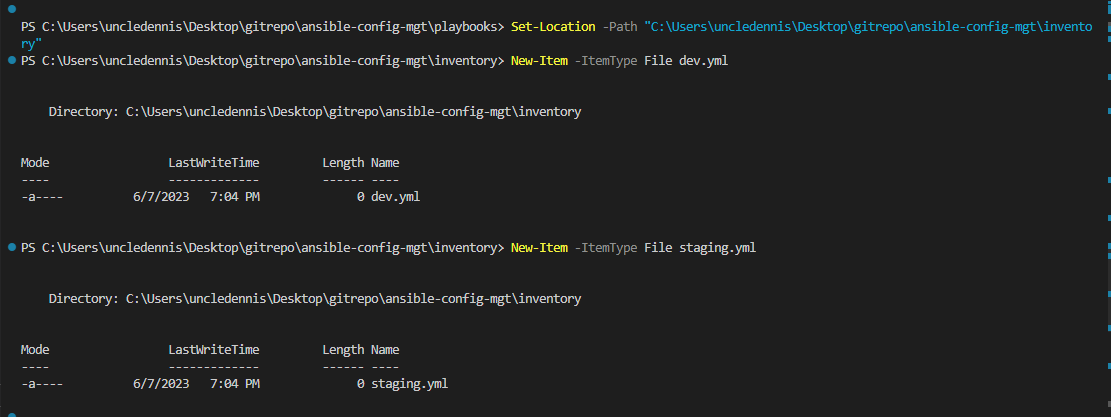 PS C:\Users\uncledennis\Desktop\gitrepo\ansible-config-mgt\playbooks> Set-Location -Path "C:\Users\uncledennis\Desktop\gitrepo\ansible-config-mgt\invento
ry"
PS C:\Users\uncledennis\Desktop\gitrepo\ansible-config-mgt\inventory> New-Item -ItemType File dev.yml
Directory: C:\Users\uncledennis\Desktop\gitrepo\ansible-config-mgt\inventory
Mode                 LastWriteTime         Length Name
----                 -------------         ------ ----
-a----          6/7/2023   7:04 PM              0 dev.yml
PS C:\Users\uncledennis\Desktop\gitrepo\ansible-config-mgt\inventory> New-Item -ItemType File staging.yml
Directory: C:\Users\uncledennis\Desktop\gitrepo\ansible-config-mgt\inventory
Mode                 LastWriteTime         Length Name
----                 -------------         ------ ----
-a----          6/7/2023   7:04 PM              0 staging.yml